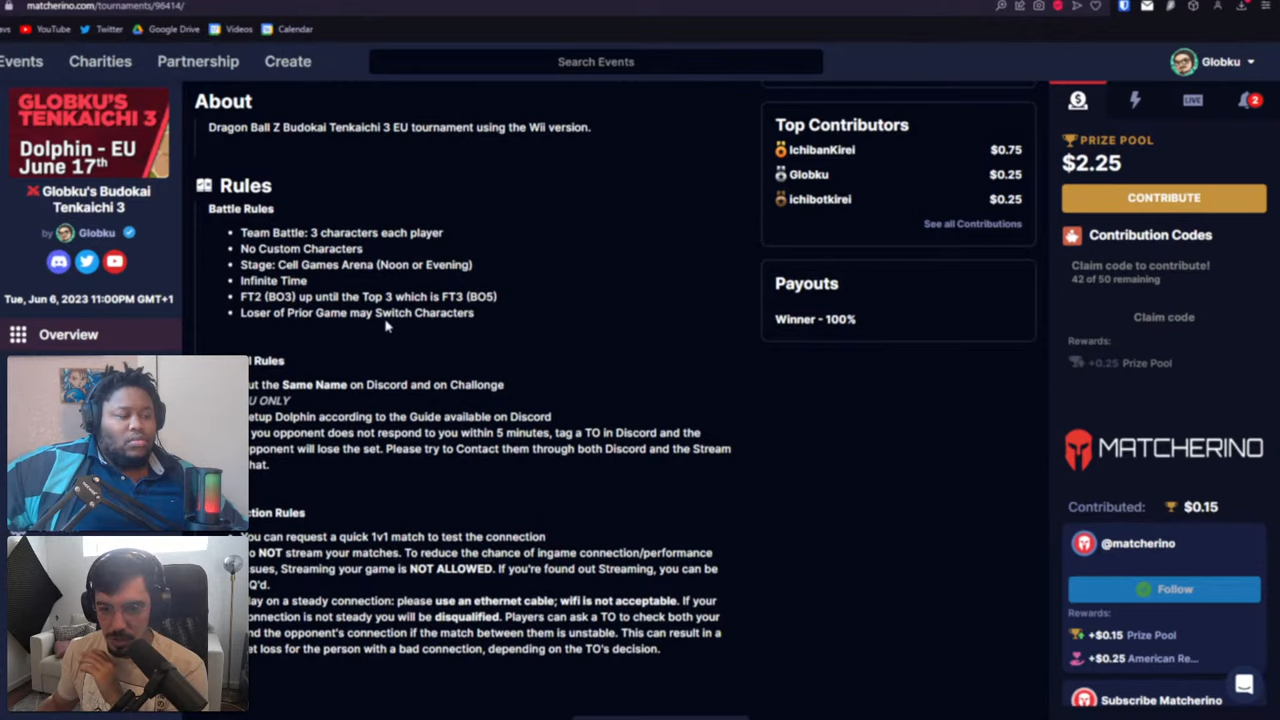 matcherino.com/tournaments/96414/
YouTube
Twitter
Google Drive
Videos
Calendar
Events
Charities
Partnership
Create
Search Events
Globku
GLOBKU'S
TENKAICHI 3
Dolphin - EU
June 17th
Globku's Budokai
Tenkaichi 3
by Globku
Tue, Jun 6, 2023 11:00PM GMT+1
Overview
About
Dragon Ball Z Budokai Tenkaichi 3 EU tournament using the Wii version.
Rules
Battle Rules
Team Battle: 3 characters each player
No Custom Characters
Stage: Cell Games Arena (Noon or Evening)
Infinite Time
FT2 (BO3) up until the Top 3 which is FT3 (BO5)
Loser of Prior Game may Switch Characters
l Rules
ut the Same Name on Discord and on Challonge
U ONLY
etup Dolphin according to the Guide available on Discord
you opponent does not respond to you within 5 minutes, tag a TO in Discord and the
pponent will lose the set. Please try to Contact them through both Discord and the Stream
hat.
ction Rules
You can request a quick 1v1 match to test the connection
o NOT stream your matches. To reduce the chance of ingame connection/performance
sues, Streaming your game is NOT ALLOWED. If you're found out Streaming, you can be
Q'd.
lay on a steady connection: please use an ethernet cable; wifi is not acceptable. If your
onnection is not steady you will be disqualified. Players can ask a TO to check both your
nd the opponent's connection if the match between them is unstable. This can result in a
et loss for the person with a bad connection, depending on the TO's decision.
Top Contributors
IchibanKirei $0.75
Globku $0.25
ichibotkirei $0.25
See all Contributions
Payouts
Winner - 100%
LIVE
2
PRIZE POOL
$2.25
CONTRIBUTE
Contribution Codes
Claim code to contribute!
42 of 50 remaining
Claim code
Rewards:
+0.25 Prize Pool
MATCHERINO
Contributed: $0.15
@matcherino
Follow
Rewards:
+$0.15 Prize Pool
+$0.25 American Re...
Subscribe Matcherino